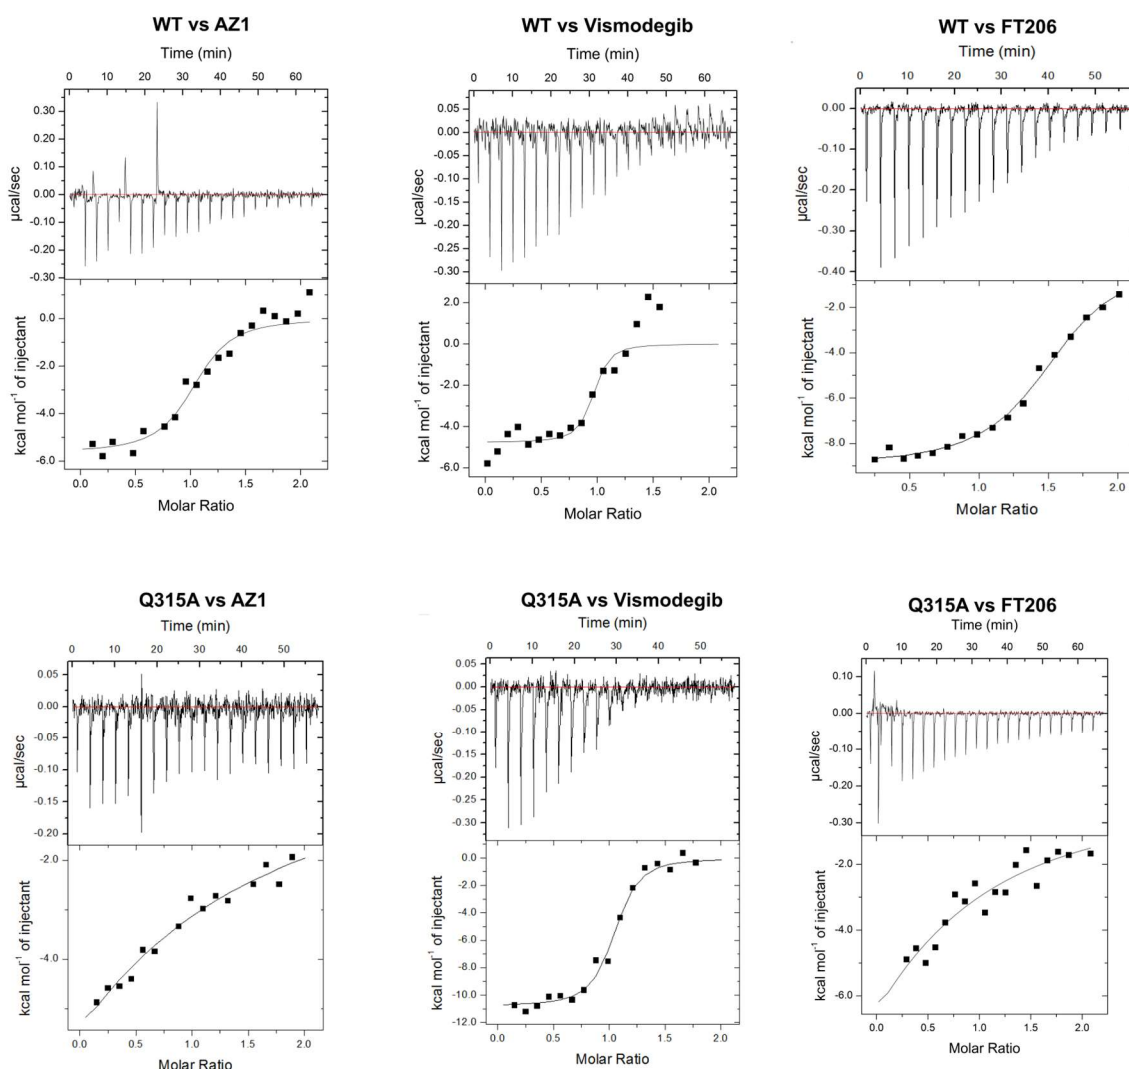 WT vs AZ1
Time (min)
0 10 20 30 40 50 60
0.30
0.20
0.10
0.00
-0.10
-0.20
-0.30
µcal/sec
0.0
-2.0
-4.0
-6.0
kcal mol⁻¹ of injectant
0.0 0.5 1.0 1.5 2.0
Molar Ratio
WT vs Vismodegib
Time (min)
0 10 20 30 40 50 60
0.05
0.00
-0.05
-0.10
-0.15
-0.20
-0.25
-0.30
µcal/sec
2.0
0.0
-2.0
-4.0
-6.0
kcal mol⁻¹ of injectant
0.0 0.5 1.0 1.5 2.0
Molar Ratio
WT vs FT206
Time (min)
0 10 20 30 40 50
0.00
-0.10
-0.20
-0.30
-0.40
µcal/sec
-2.0
-4.0
-6.0
-8.0
kcal mol⁻¹ of injectant
0.5 1.0 1.5 2.0
Molar Ratio
Q315A vs AZ1
Time (min)
0 10 20 30 40 50
0.05
0.00
-0.05
-0.10
-0.15
-0.20
µcal/sec
-2.0
-4.0
kcal mol⁻¹ of injectant
0.0 0.5 1.0 1.5 2.0
Molar Ratio
Q315A vs Vismodegib
Time (min)
0 10 20 30 40 50
0.05
0.00
-0.05
-0.10
-0.15
-0.20
-0.25
-0.30
µcal/sec
0.0
-2.0
-4.0
-6.0
-8.0
-10.0
-12.0
kcal mol⁻¹ of injectant
0.0 0.5 1.0 1.5 2.0
Molar Ratio
Q315A vs FT206
Time (min)
0 10 20 30 40 50 60
0.10
0.00
-0.10
-0.20
-0.30
µcal/sec
-2.0
-4.0
-6.0
kcal mol⁻¹ of injectant
0.0 0.5 1.0 1.5 2.0
Molar Ratio